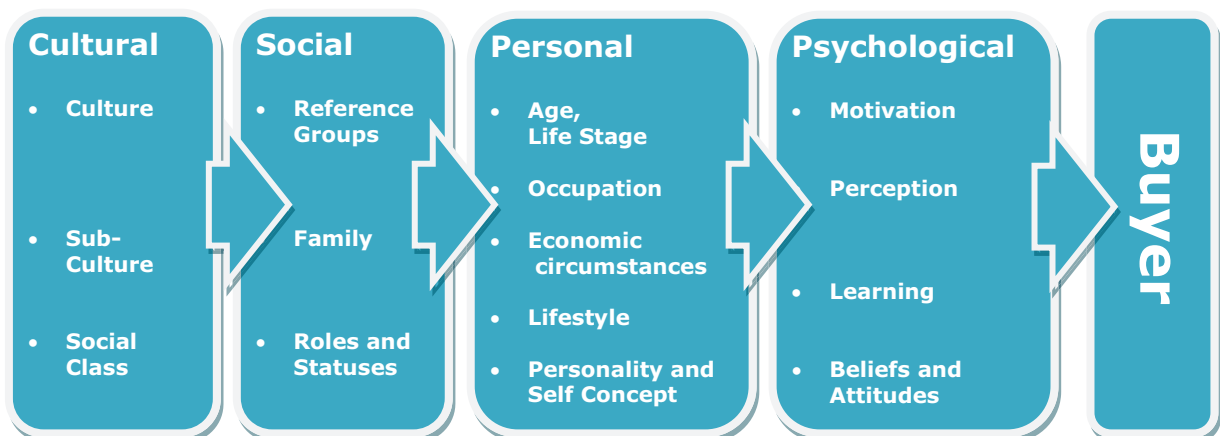 Cultural
• Culture
• Sub-
Culture
• Social
Class
Social
• Reference
Groups
Family
• Roles and
Statuses
Personal
• Age,
Life Stage
• Occupation
• Economic
circumstances
• Lifestyle
• Personality and
Self Concept
Psychological
• Motivation
Perception
• Learning
• Beliefs and
Attitudes
Buyer